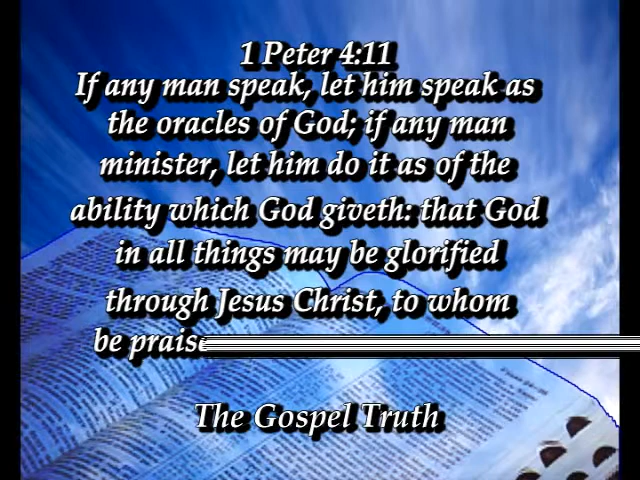 1 Peter 4:11
If any man speak, let him speak as
the oracles of God; if any man
minister, let him do it as of the
ability which God giveth: that God
in all things may be glorified
through Jesus Christ, to whom
be praise
The Gospel Truth